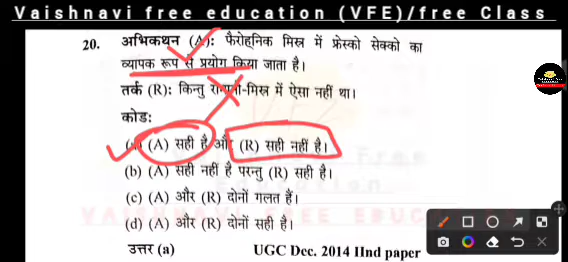 Vaishnavi free education (VFE)/free Class
20. अभिकथन (A): फैरोहनिक मिस्र में फ्रेस्को सेक्को का
व्यापक रूप से प्रयोग किया जाता है।
तर्क (R): किन्तु मिस्र में ऐसा नहीं था।
कोडः
(A) सही है और (R) सही नहीं है।
(b) (A) सही नहीं है परन्तु (R) सही है।
(c) (A) और (R) दोनों गलत हैं।
(d) (A) और (R) दोनों सही है।
उत्तर (a) UGC Dec. 2014 IInd paper